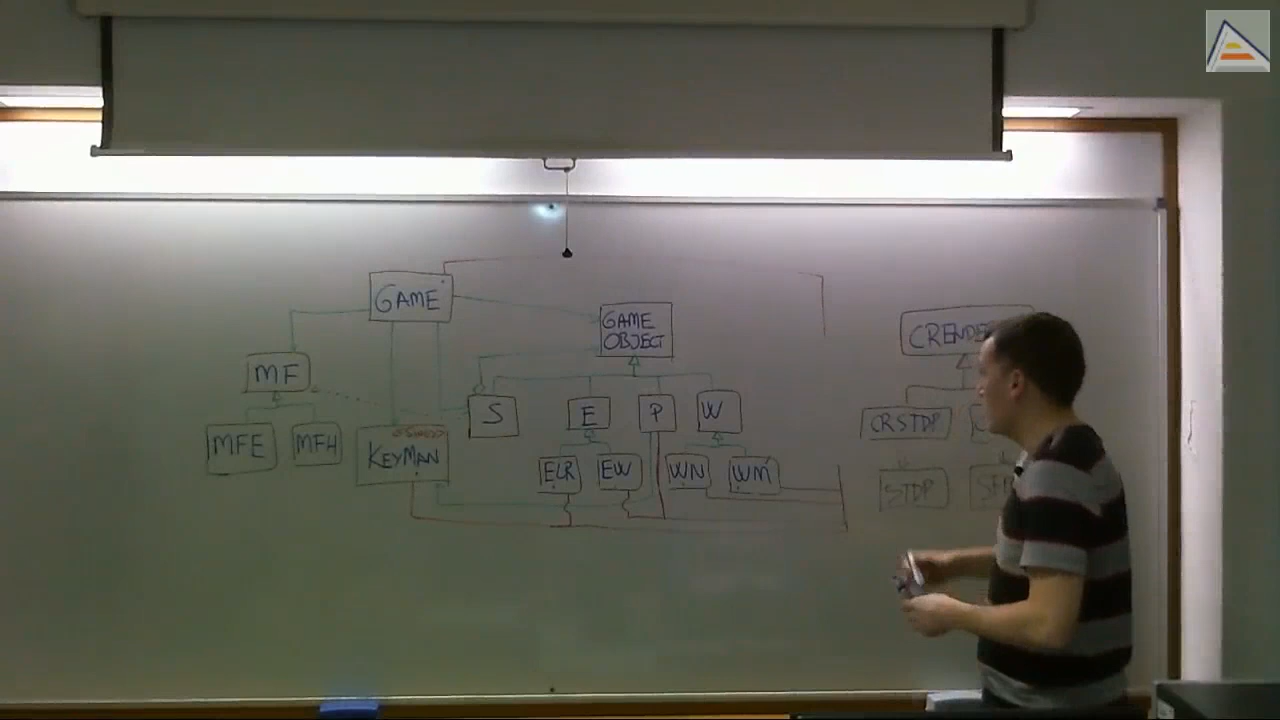 GAME
GAME
OBJECT
MF
S
E
P
W
CRSTDP
MFE
MFH
KEYMAN
ELR
EW
WN
WM
STDP